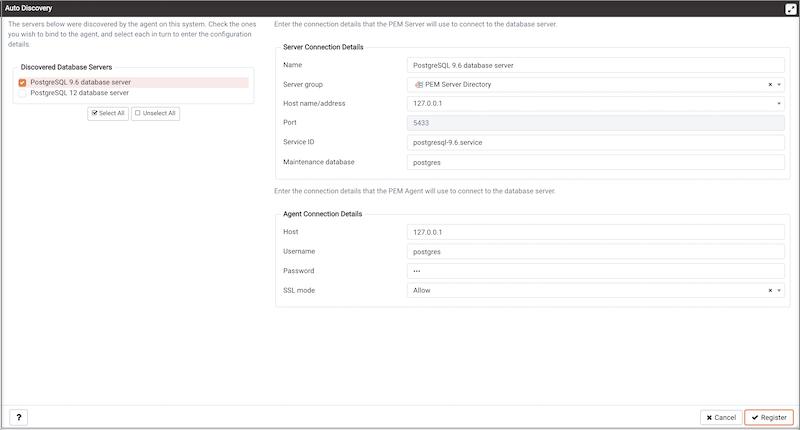 Auto Discovery
The servers below were discovered by the agent on this system. Check the ones
you wish to bind to the agent, and select each in turn to enter the configuration
details.
Discovered Database Servers
PostgreSQL 9.6 database server
PostgreSQL 12 database server
Select All
Unselect All
Enter the connection details that the PEM Server will use to connect to the database server.
Server Connection Details
Name
PostgreSQL 9.6 database server
Server group
PEM Server Directory
Host name/address
127.0.0.1
Port
5433
Service ID
postgresql-9.6.service
Maintenance database
postgres
Enter the connection details that the PEM Agent will use to connect to the database server.
Agent Connection Details
Host
127.0.0.1
Username
postgres
Password
•••
SSL mode
Allow
?
Cancel
Register